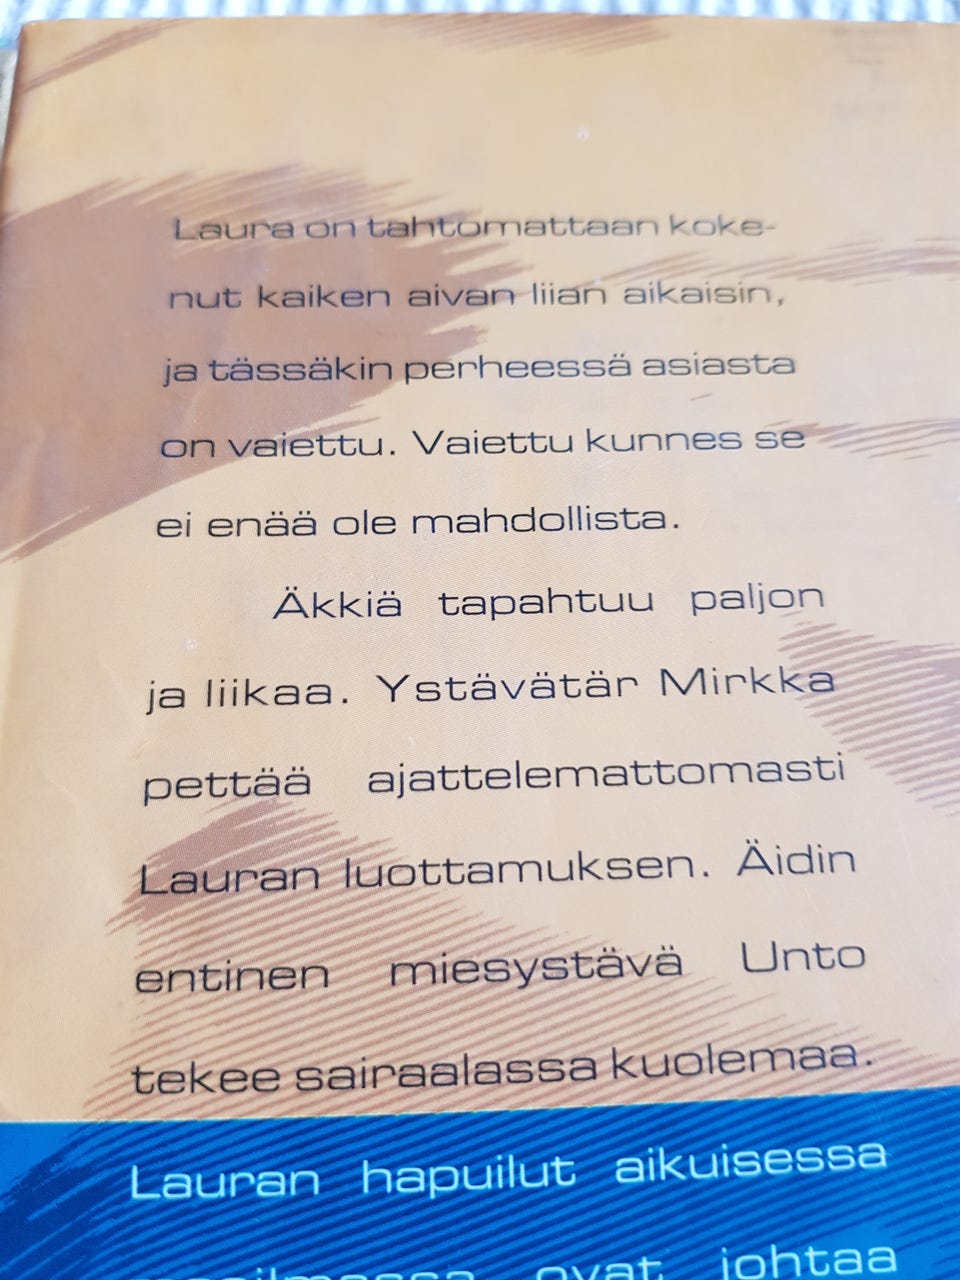 Laura on tahtomattaan koke-
nut kaiken aivan liian aikaisin,
ja tässäkin perheessä asiasta
on vaiettu. Vaiettu kunnes se
ei enää ole mahdollista.
Äkkiä tapahtuu paljon
ja liikaa. Ystävätär Mirkka
pettää ajattelemattomasti
Lauran luottamuksen. Äidin
entinen miesystävä Unto
tekee sairaalassa kuolemaa.
Lauran hapuilut aikuisessa
ovat johtaa